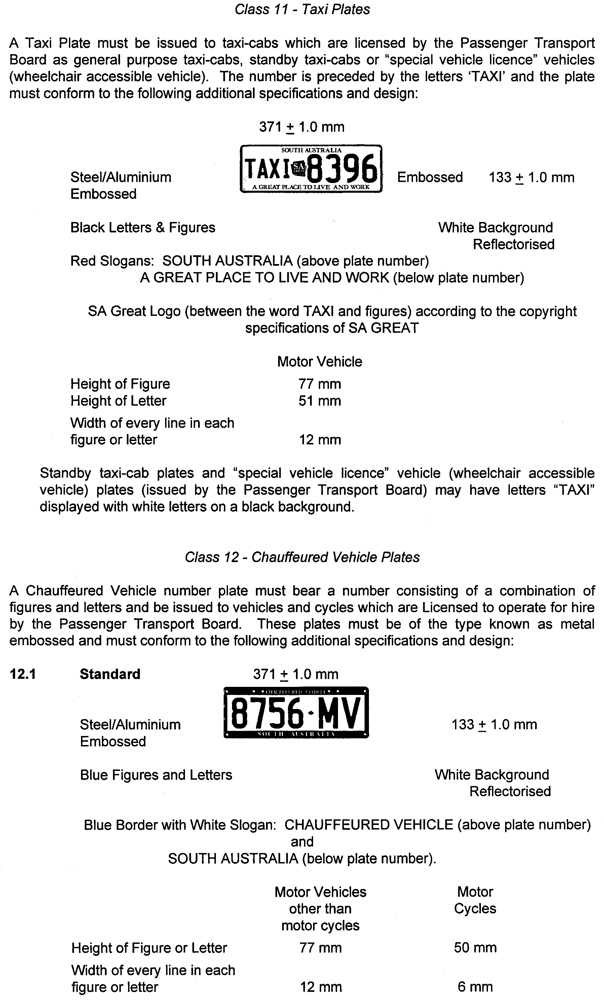 Class 11 - Taxi Plates
A Taxi Plate must be issued to taxi-cabs which are licensed by the Passenger Transport
Board as general purpose taxi-cabs, standby taxi-cabs or “special vehicle licence” vehicles
(wheelchair accessible vehicle). The number is preceded by the letters ‘TAXI’ and the plate
must conform to the following additional specifications and design:
371 ± 1.0 mm
SOUTH AUSTRALIA
TAXI SA 8396
A GREAT PLACE TO LIVE AND WORK
Steel/Aluminium
Embossed
Embossed 133 ± 1.0 mm
Black Letters & Figures
White Background
Reflectorised
Red Slogans: SOUTH AUSTRALIA (above plate number)
A GREAT PLACE TO LIVE AND WORK (below plate number)
SA Great Logo (between the word TAXI and figures) according to the copyright
specifications of SA GREAT
Motor Vehicle
Height of Figure 77 mm
Height of Letter 51 mm
Width of every line in each
figure or letter 12 mm
Standby taxi-cab plates and “special vehicle licence” vehicle (wheelchair accessible
vehicle) plates (issued by the Passenger Transport Board) may have letters “TAXI”
displayed with white letters on a black background.
Class 12 - Chauffeured Vehicle Plates
A Chauffeured Vehicle number plate must bear a number consisting of a combination of
figures and letters and be issued to vehicles and cycles which are Licensed to operate for hire
by the Passenger Transport Board. These plates must be of the type known as metal
embossed and must conform to the following additional specifications and design:
12.1 Standard 371 ± 1.0 mm
CHAUFFEURED VEHICLE
8756·MV
SOUTH AUSTRALIA
Steel/Aluminium
Embossed
133 ± 1.0 mm
Blue Figures and Letters
White Background
Reflectorised
Blue Border with White Slogan: CHAUFFEURED VEHICLE (above plate number)
and
SOUTH AUSTRALIA (below plate number).
Motor Vehicles
other than
motor cycles
Motor
Cycles
Height of Figure or Letter 77 mm 50 mm
Width of every line in each
figure or letter 12 mm 6 mm